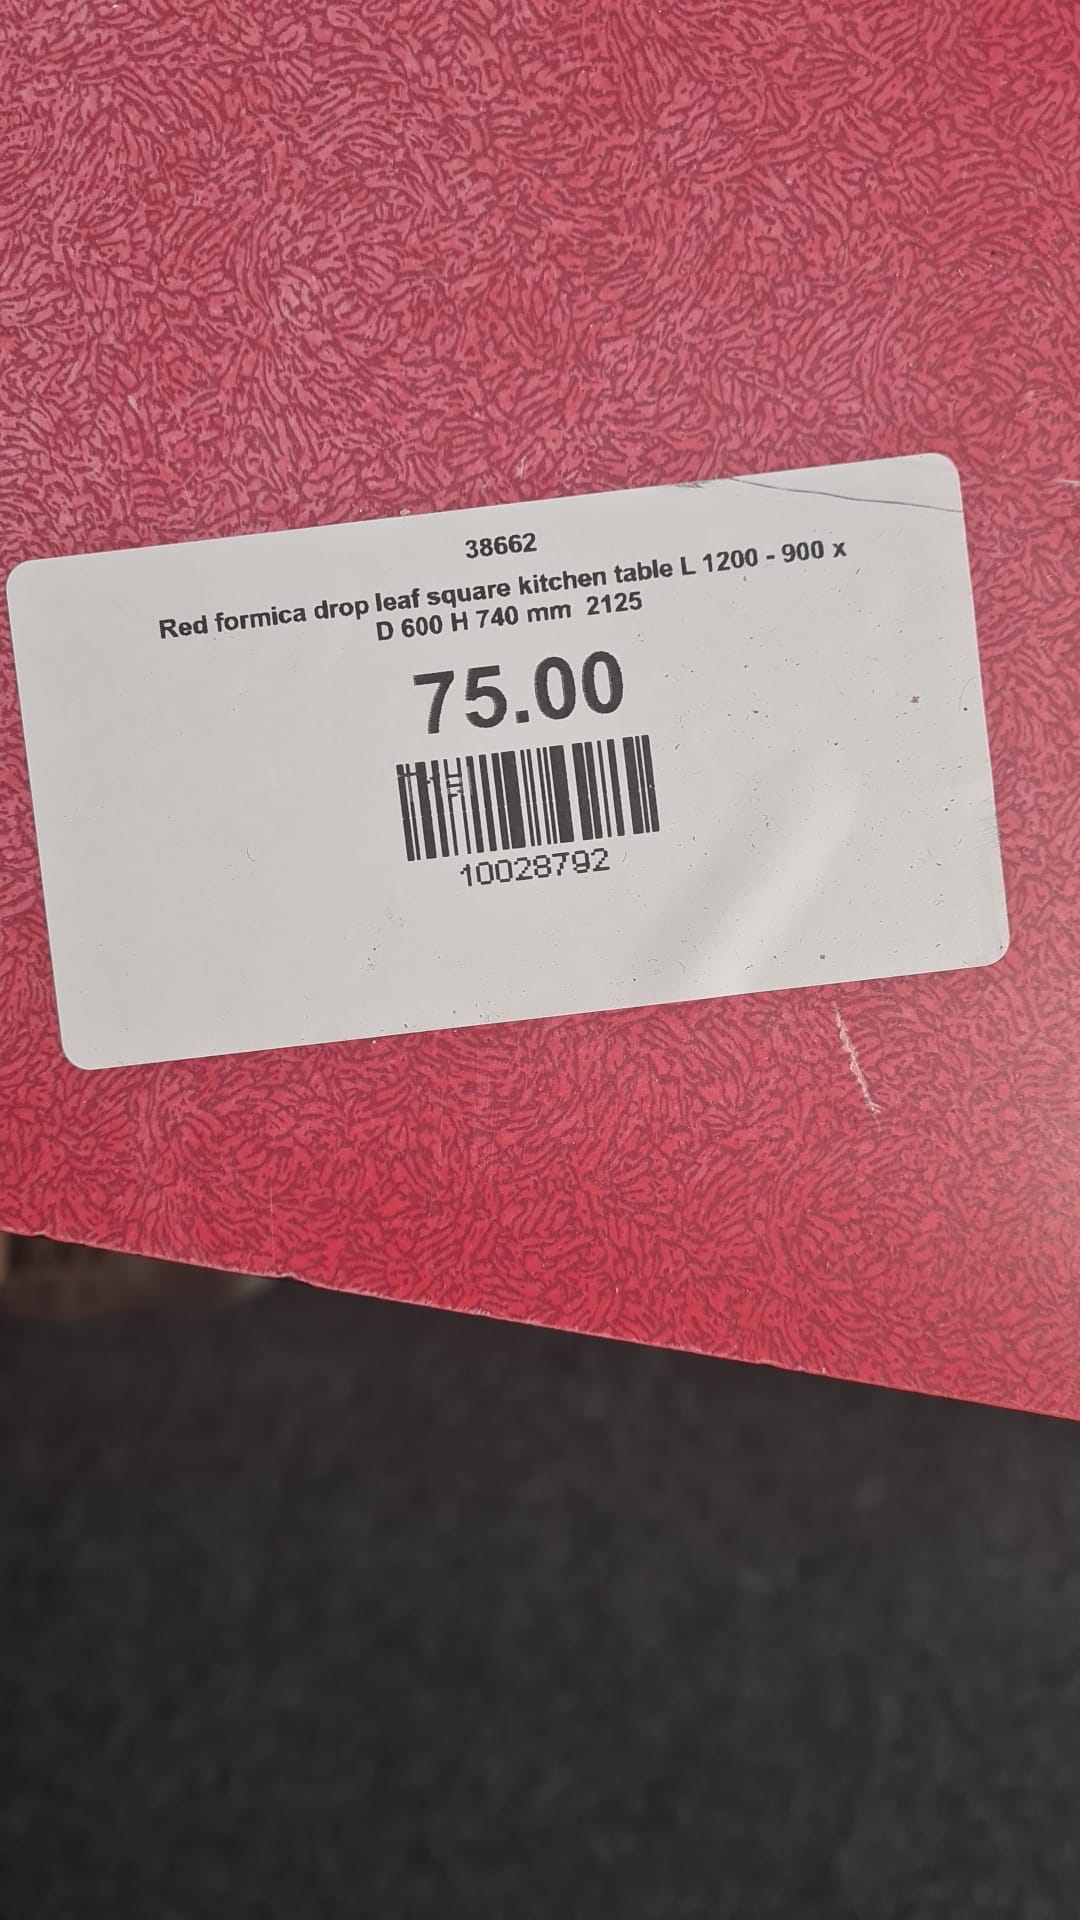 38662
Red formica drop leaf square kitchen table L 1200 - 900 x
D 600 H 740 mm 2125
75.00
10028792